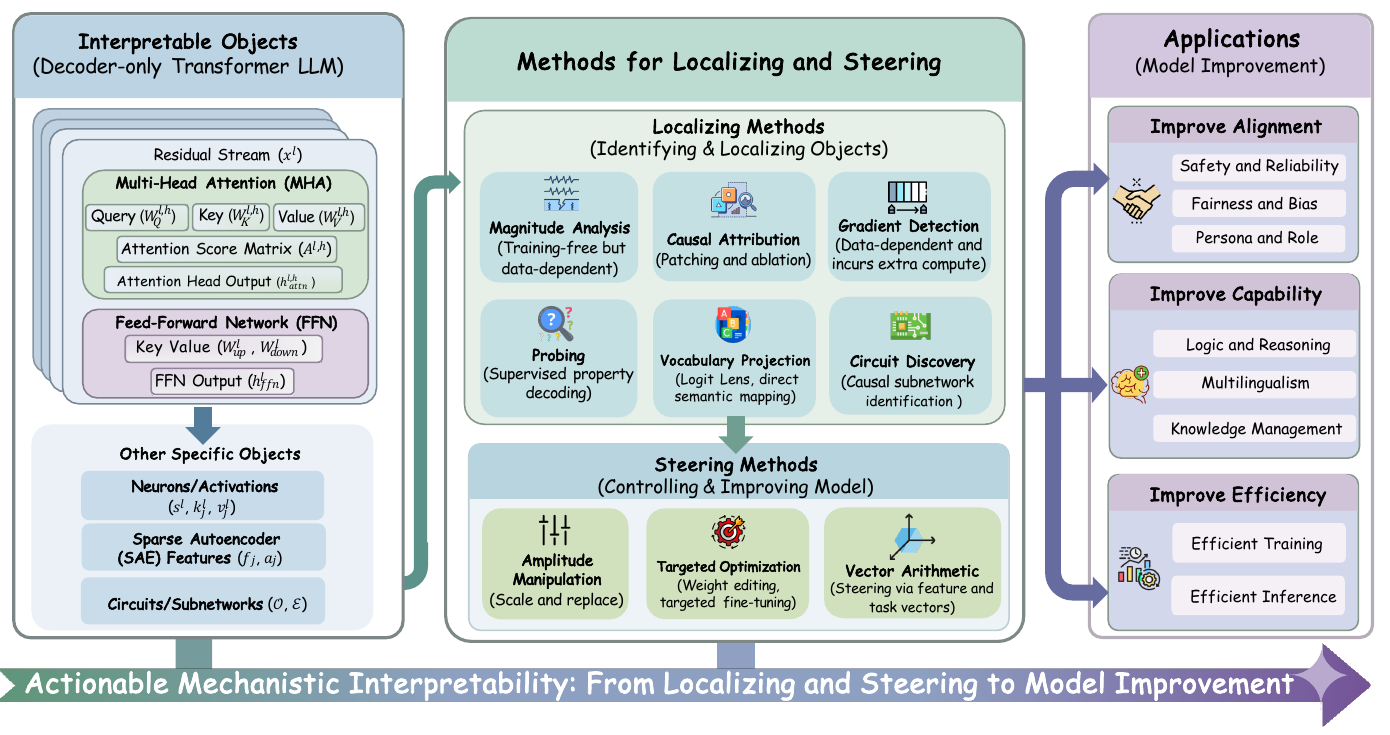 Interpretable Objects
(Decoder-only Transformer LLM)
Residual Stream (x^l)
Multi-Head Attention (MHA)
Query (W_Q^{l,h})
Key (W_K^{l,h})
Value (W_V^{l,h})
Attention Score Matrix (A^{l,h})
Attention Head Output (h_{attn}^{l,h} )
Feed-Forward Network (FFN)
Key Value (W_{up}^l , W_{down}^l )
FFN Output (h_{ffn}^l)
Other Specific Objects
Neurons/Activations
(s^l, k_j^l, v_j^l)
Sparse Autoencoder
(SAE) Features (f_j, a_j)
Circuits/Subnetworks (𝒪, ℰ)
Methods for Localizing and Steering
Localizing Methods
(Identifying & Localizing Objects)
Magnitude Analysis
(Training-free but
data-dependent)
Causal Attribution
(Patching and ablation)
Gradient Detection
(Data-dependent and
incurs extra compute)
Probing
(Supervised property
decoding)
A
B
C
Vocabulary Projection
(Logit Lens, direct
semantic mapping)
Circuit Discovery
(Causal subnetwork
identification )
Steering Methods
(Controlling & Improving Model)
Amplitude
Manipulation
(Scale and replace)
Targeted Optimization
(Weight editing,
targeted fine-tuning)
Vector Arithmetic
(Steering via feature and
task vectors)
Applications
(Model Improvement)
Improve Alignment
Safety and Reliability
Fairness and Bias
Persona and Role
Improve Capability
Logic and Reasoning
Multilingualism
Knowledge Management
Improve Efficiency
Efficient Training
Efficient Inference
Actionable Mechanistic Interpretability: From Localizing and Steering to Model Improvement